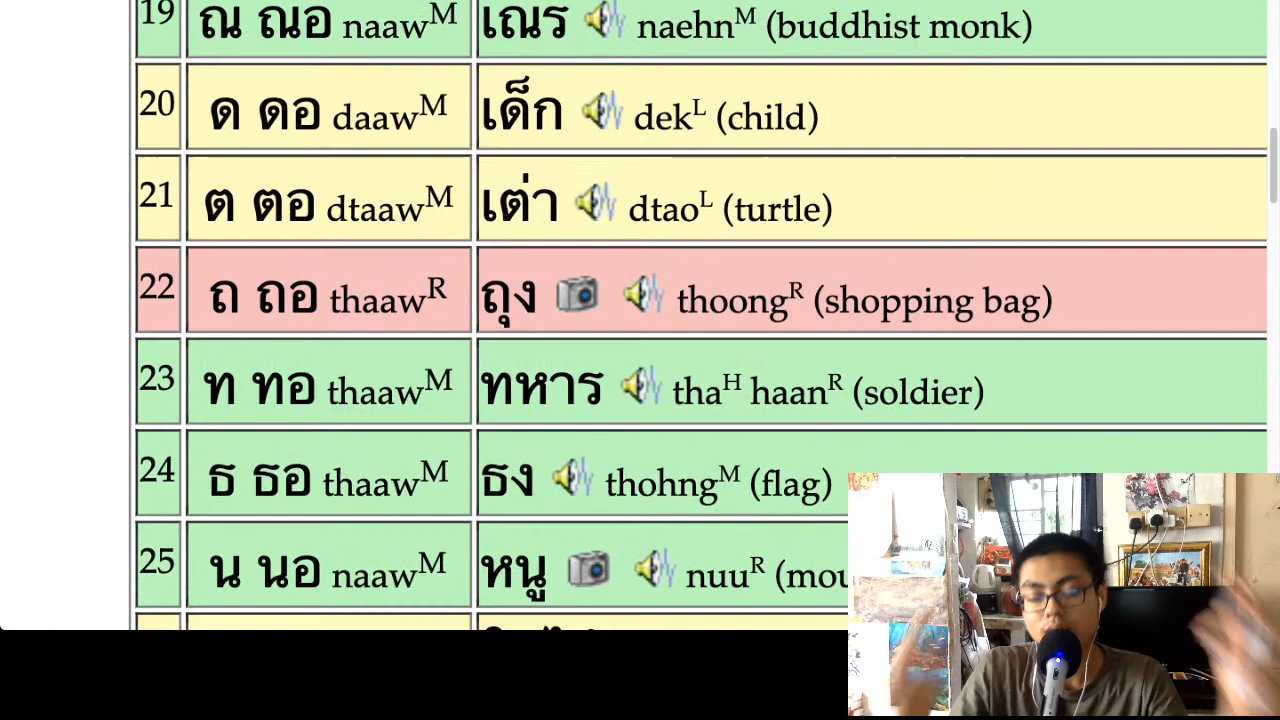 19 ณ ณอ naawM เณร naehnM (buddhist monk)
20 ด ดอ daawM เด็ก dekL (child)
21 ต ตอ dtaawM เต่า dtaoL (turtle)
22 ถ ถอ thaawR ถุง thoongR (shopping bag)
23 ท ทอ thaawM ทหาร thaH haanR (soldier)
24 ธ ธอ thaawM ธง thohngM (flag)
25 น นอ naawM หนู nuuR (mou